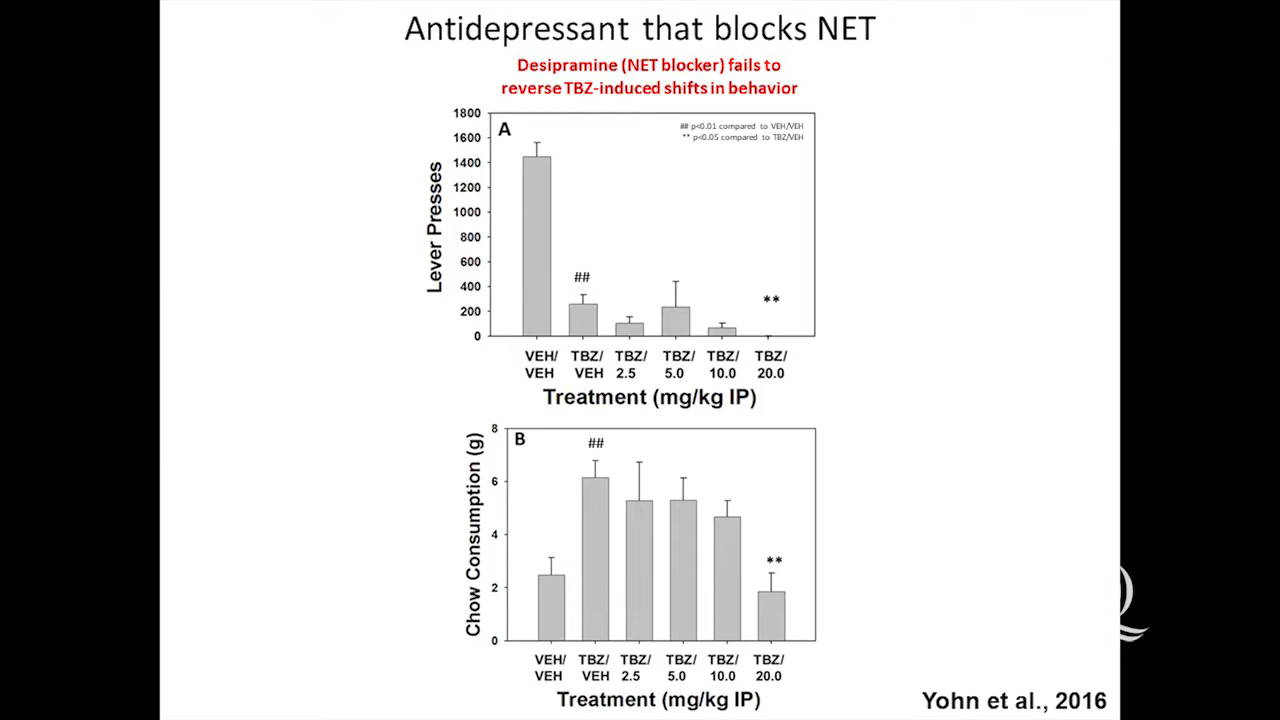 Antidepressant that blocks NET
Desipramine (NET blocker) fails to
reverse TBZ-induced shifts in behavior
A
## p<0.01 compared to VEH/VEH
** p<0.05 compared to TBZ/VEH
Lever Presses
1800
1600
1400
1200
1000
800
600
400
200
0
##
**
VEH/ TBZ/ TBZ/ TBZ/ TBZ/ TBZ/
VEH VEH 2.5 5.0 10.0 20.0
Treatment (mg/kg IP)
B
Chow Consumption (g)
8
6
4
2
0
##
**
VEH/ TBZ/ TBZ/ TBZ/ TBZ/ TBZ/
VEH VEH 2.5 5.0 10.0 20.0
Treatment (mg/kg IP)
Yohn et al., 2016